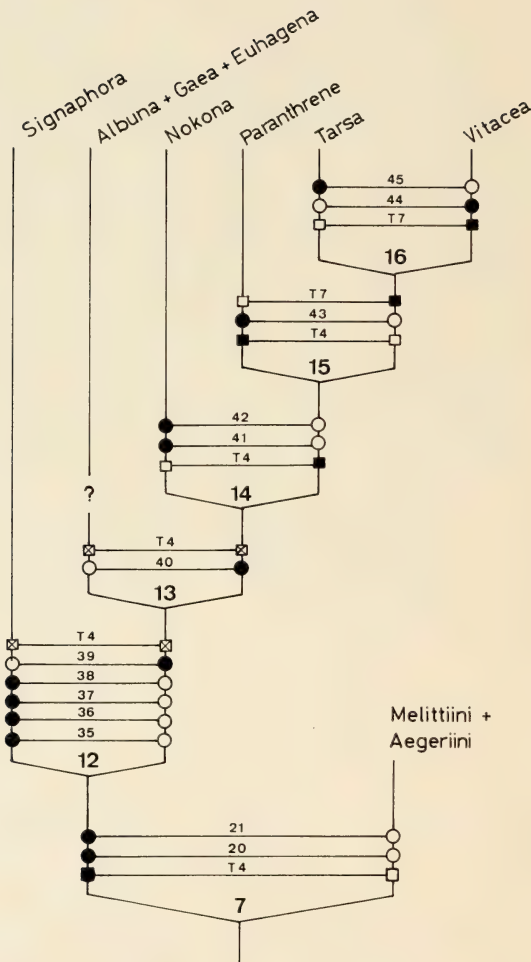 Signaphora
Albuna + Gaea + Euhagena
Nokona
Paranthrene
Tarsa
Vitacea
45
44
T7
16
T7
43
T4
15
42
41
T4
14
?
T4
40
13
T4
39
38
37
36
35
12
Melittiini +
Aegeriini
21
20
T4
7